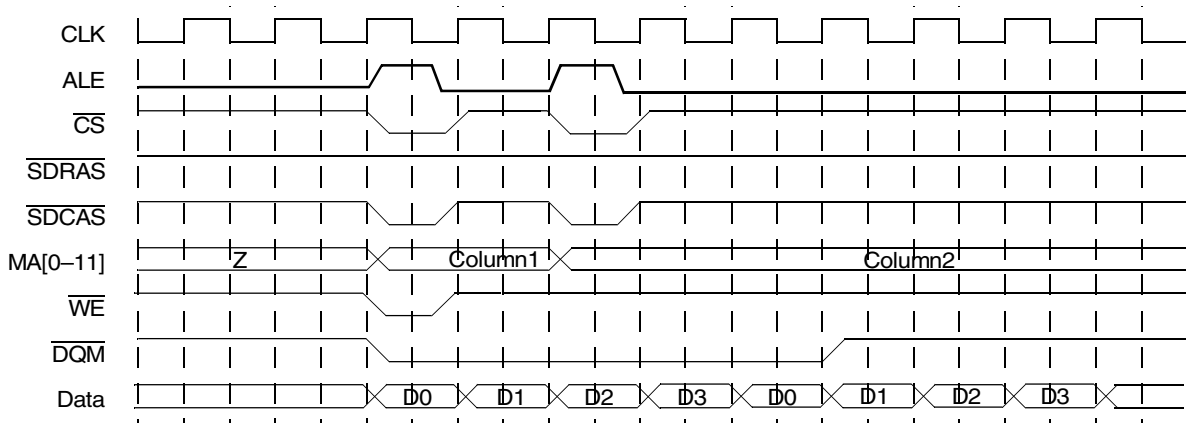 CLK
ALE
CS
SDRAS
SDCAS
MA[0–11] Z Column1 Column2
WE
DQM
Data D0 D1 D2 D3 D0 D1 D2 D3